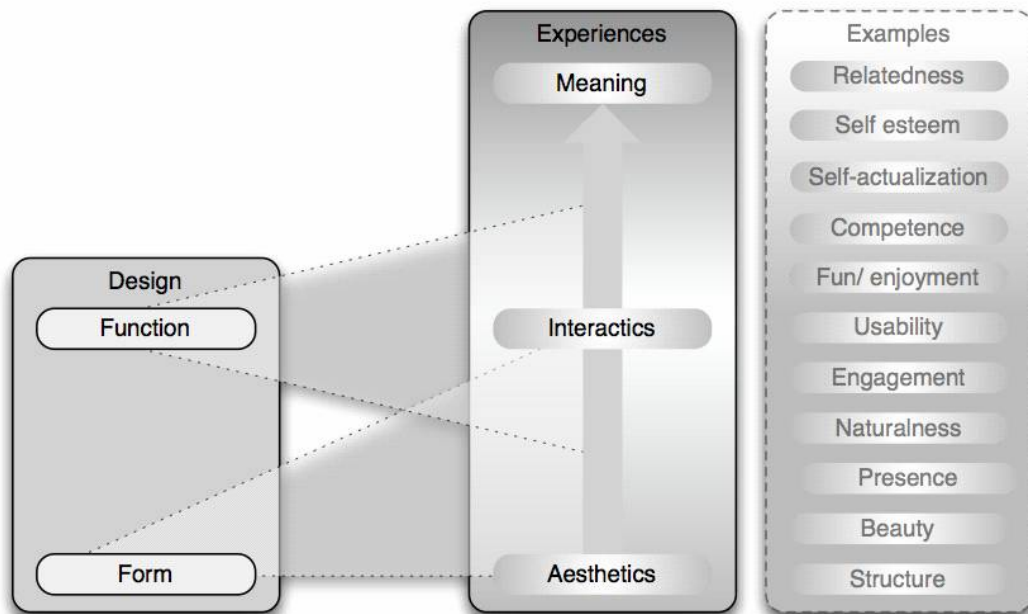 Design
Function
Form
Experiences
Meaning
Interactics
Aesthetics
Examples
Relatedness
Self esteem
Self-actualization
Competence
Fun/ enjoyment
Usability
Engagement
Naturalness
Presence
Beauty
Structure